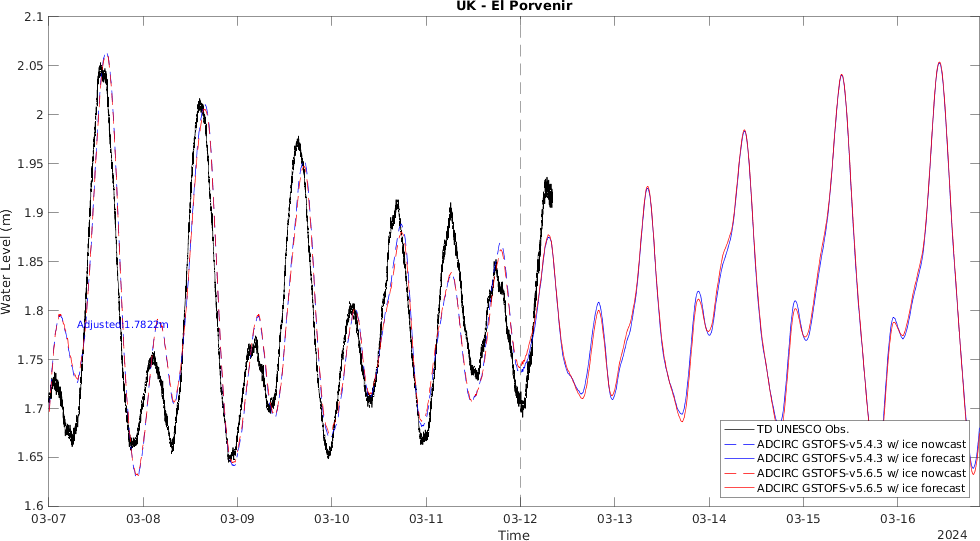 UK - El Porvenir
2.1
2.05
2
1.95
1.9
1.85
1.8
1.75
1.7
1.65
1.6
Water Level (m)
Adjusted 1.7822m
TD UNESCO Obs.
ADCIRC GSTOFS-v5.4.3 w/ ice nowcast
ADCIRC GSTOFS-v5.4.3 w/ ice forecast
ADCIRC GSTOFS-v5.6.5 w/ ice nowcast
ADCIRC GSTOFS-v5.6.5 w/ ice forecast
03-07 03-08 03-09 03-10 03-11 03-12 03-13 03-14 03-15 03-16
Time
2024